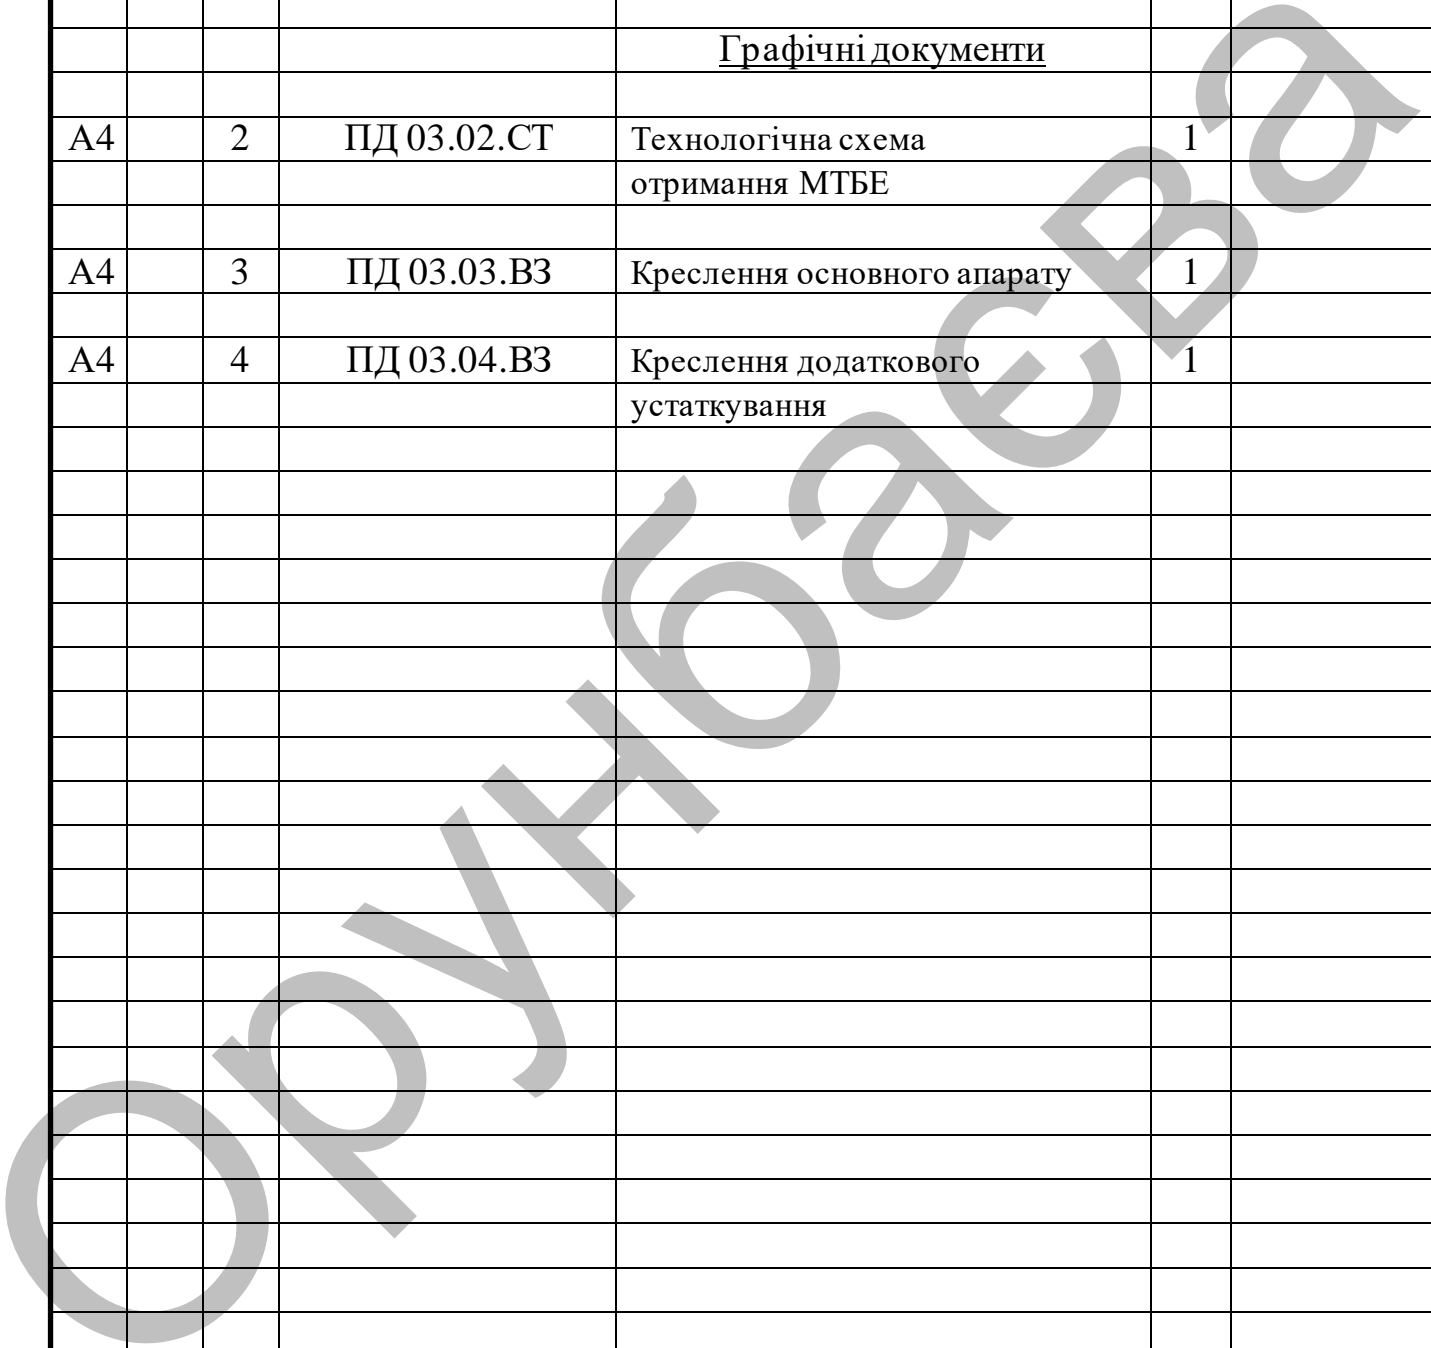 Графічні документи
А4 2 ПД 03.02.СТ Технологічна схема 1
отримання МТБЕ
А4 3 ПД 03.03.ВЗ Креслення основного апарату 1
А4 4 ПД 03.04.ВЗ Креслення додаткового 1
устаткування
Орунбаєва